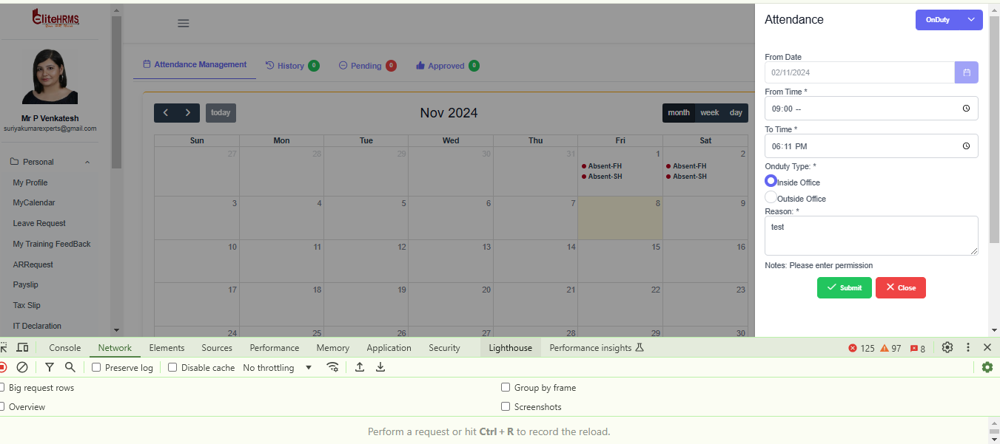 EliteHRMS
Mr P Venkatesh
suriyakumarexperts@gmail.com
Personal
My Profile
MyCalendar
Leave Request
My Training FeedBack
ARRequest
Payslip
Tax Slip
IT Declaration
Attendance Management
History 0
Pending 0
Approved 0
today
Nov 2024
month week day
Sun Mon Tue Wed Thu Fri Sat
27 28 29 30 31 1 2
Absent-FH Absent-FH
Absent-SH Absent-SH
3 4 5 6 7 8 9
10 11 12 13 14 15 16
17 18 19 20 21 22 23
24 25 26 27 28 29 30
Attendance
OnDuty
From Date
02/11/2024
From Time *
09:00 --
To Time *
06:11 PM
Onduty Type: *
Inside Office
Outside Office
Reason: *
test
Notes: Please enter permission
Submit Close
Console Network Elements Sources Performance Memory Application Security Lighthouse Performance insights 125 97 8
Preserve log Disable cache No throttling
Big request rows Group by frame
Overview Screenshots
Perform a request or hit Ctrl + R to record the reload.